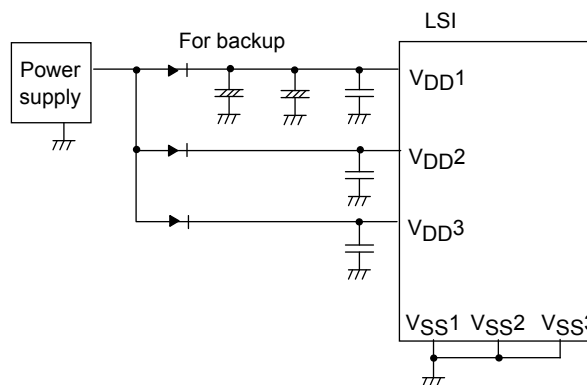 LSI
For backup
Power
supply
VDD1
VDD2
VDD3
VSS1 VSS2 VSS3